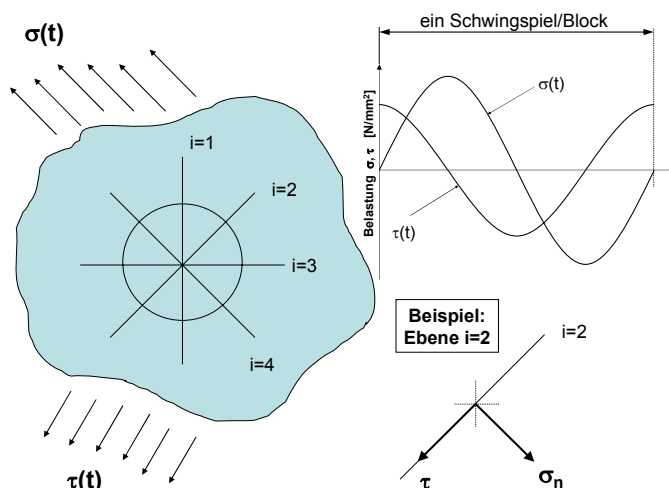 σ(t)
i=1
i=2
i=3
i=4
τ(t)
ein Schwingspiel/Block
Belastung σ, τ [N/mm²]
σ(t)
τ(t)
Beispiel:
Ebene i=2
i=2
τ
σn